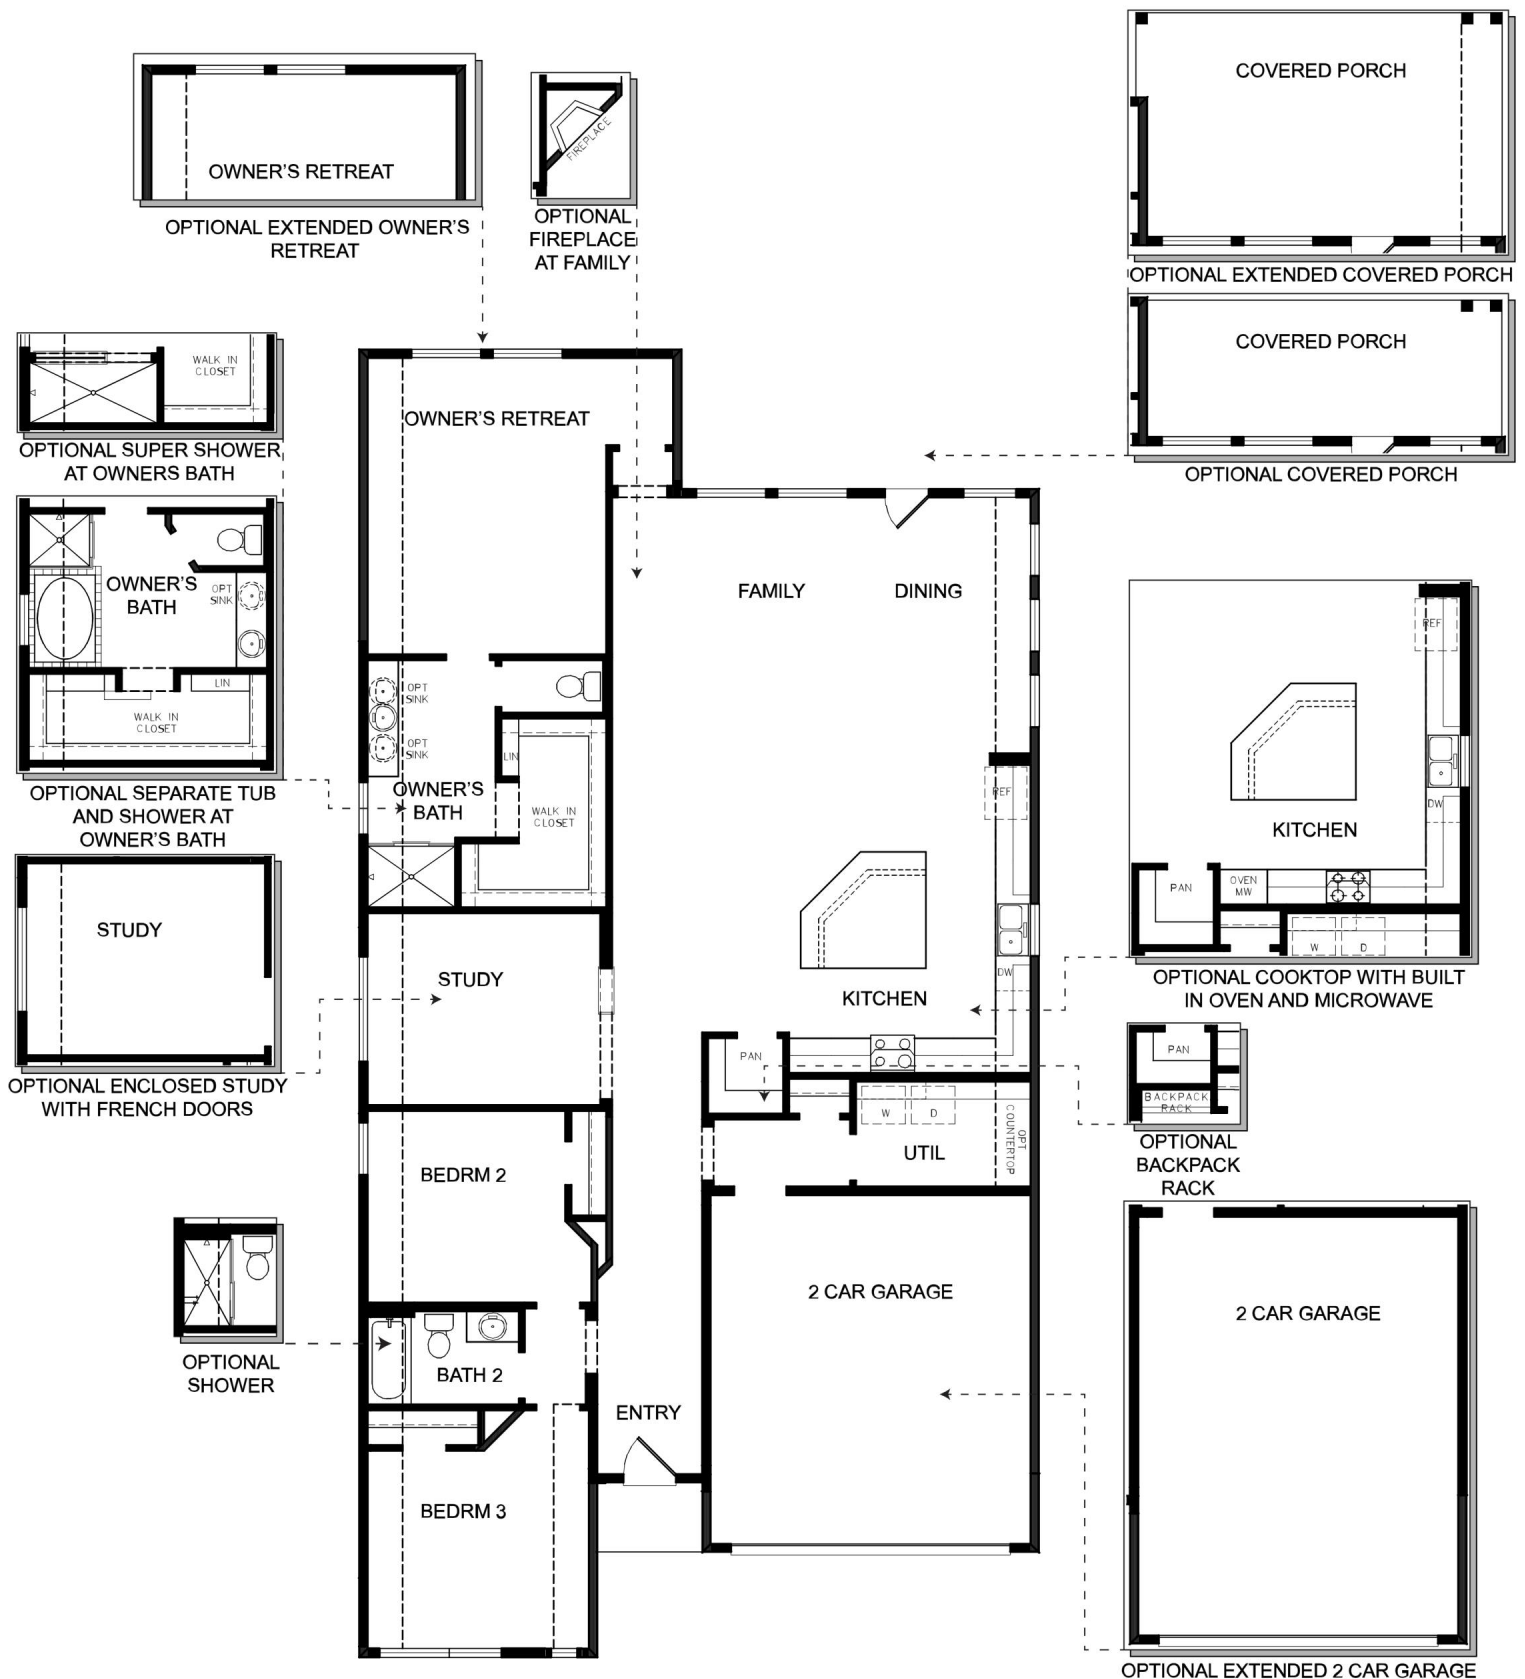 OWNER'S RETREAT
OPTIONAL EXTENDED OWNER'S
RETREAT
FIREPLACE
OPTIONAL
FIREPLACE
AT FAMILY
COVERED PORCH
OPTIONAL EXTENDED COVERED PORCH
COVERED PORCH
OPTIONAL COVERED PORCH
WALK IN
CLOSET
OPTIONAL SUPER SHOWER
AT OWNERS BATH
OWNER'S
BATH
OPT
SINK
LIN
WALK IN
CLOSET
OPTIONAL SEPARATE TUB
AND SHOWER AT
OWNER'S BATH
STUDY
OPTIONAL ENCLOSED STUDY
WITH FRENCH DOORS
OPTIONAL
SHOWER
OWNER'S RETREAT
FAMILY
DINING
OPT
SINK
OPT
SINK
LIN
OWNER'S
BATH
WALK IN
CLOSET
REF
STUDY
DW
KITCHEN
PAN
W
D
OPT
COUNTERTOP
UTIL
BEDRM 2
2 CAR GARAGE
BATH 2
ENTRY
BEDRM 3
REF
DW
KITCHEN
PAN
OVEN
MW
W
D
OPTIONAL COOKTOP WITH BUILT
IN OVEN AND MICROWAVE
PAN
BACKPACK
RACK
OPTIONAL
BACKPACK
RACK
2 CAR GARAGE
OPTIONAL EXTENDED 2 CAR GARAGE